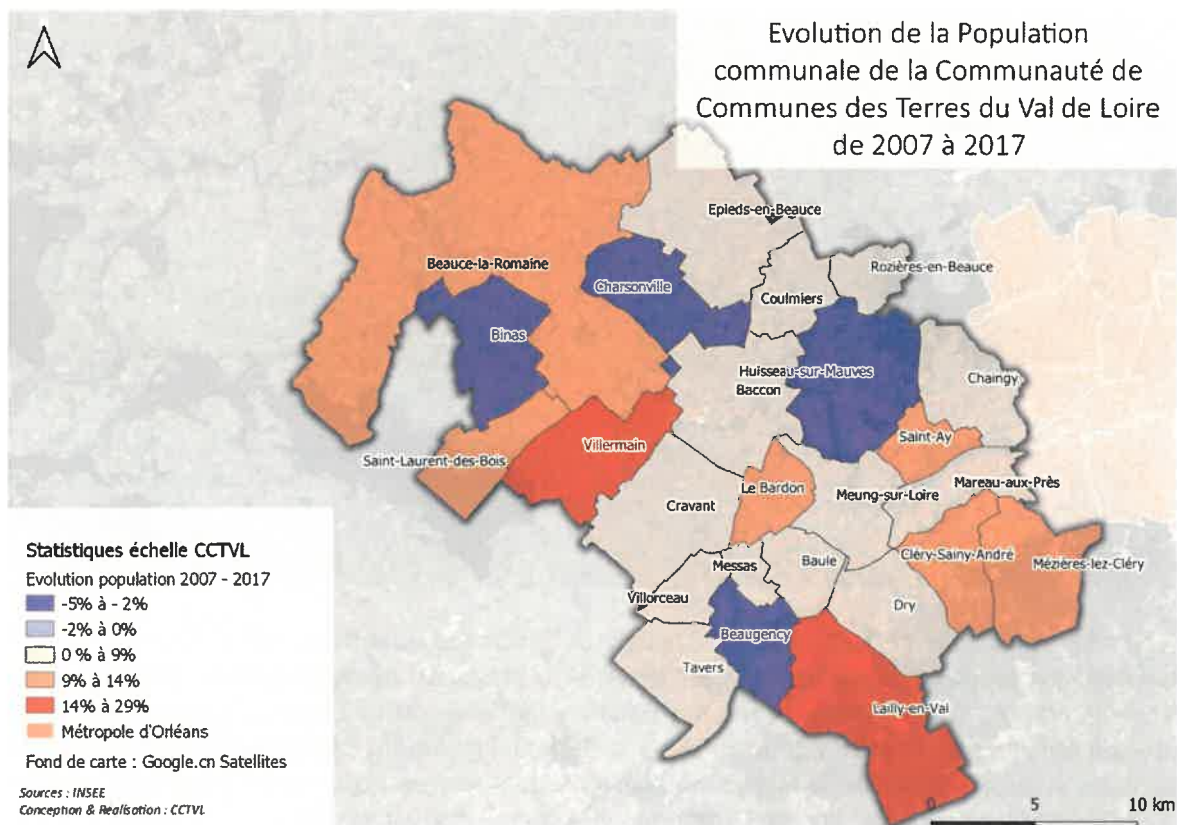 Evolution de la Population
communale de la Communauté de
Communes des Terres du Val de Loire
de 2007 à 2017
Epieds-en-Beauce
Beauce-la-Romaine
Rozières-en-Beauce
Charsonville
Coulmiers
Binas
Huisseau-sur-Mauves
Chaingy
Baccon
Saint-Ay
Villermain
Saint-Laurent-des-Bois
Le Bardon
Mareau-aux-Près
Meung-sur-Loire
Cravant
Cléry-Sainy-André
Mézières-lez-Cléry
Messas
Baule
Villorceau
Dry
Beaugency
Tavers
Lailly-en-Val
Statistiques échelle CCTVL
Evolution population 2007 - 2017
-5% à - 2%
-2% à 0%
0 % à 9%
9% à 14%
14% à 29%
Métropole d'Orléans
Fond de carte : Google.cn Satellites
Sources : INSEE
Conception & Realisation : CCTVL
0 5 10 km